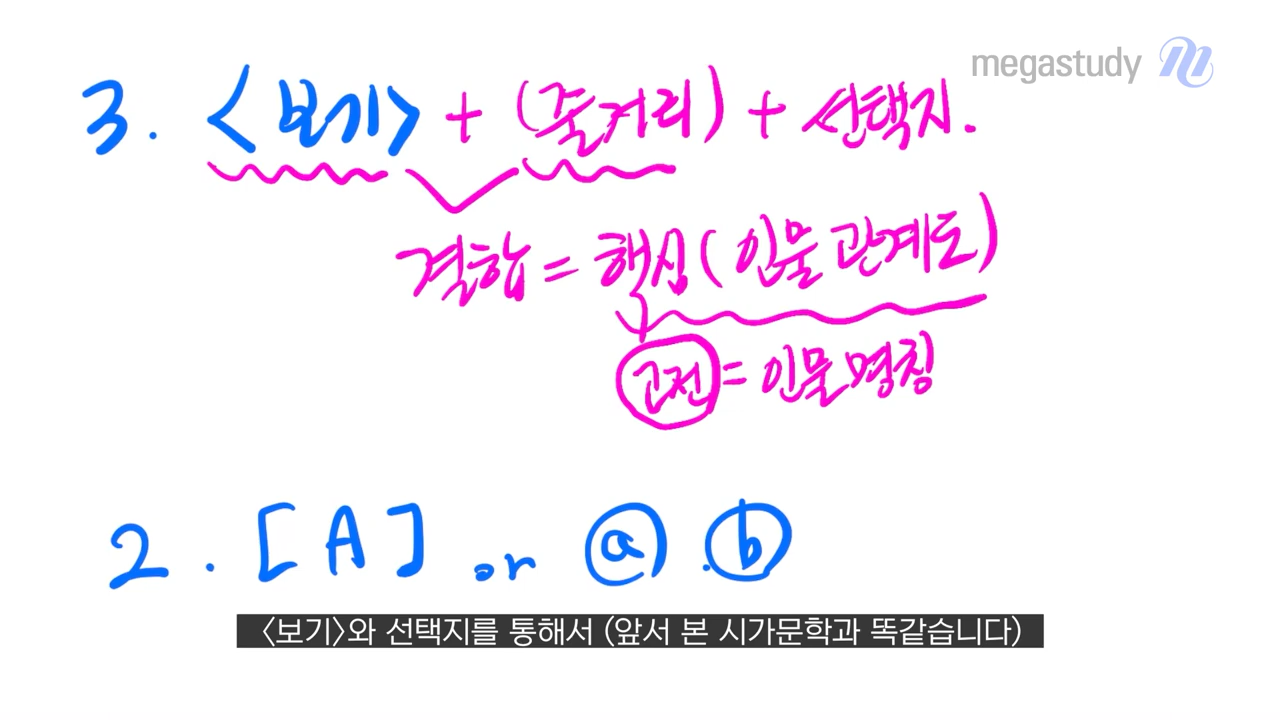 megastudy
3. <보기> + (줄거리) + 선택지.
결합 = 핵심 (인물 관계도)
고전 = 인물 명칭
2. [A] or ⓐ. ⓑ
〈보기〉와 선택지를 통해서 (앞서 본 시가문학과 똑같습니다)